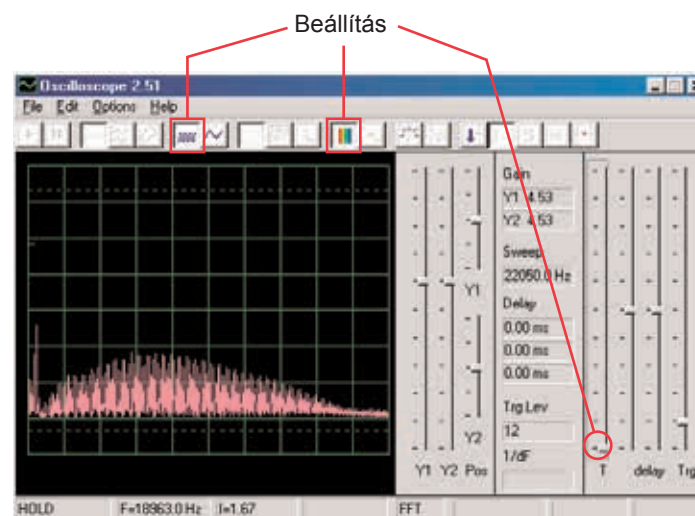 Beállítás
Oscilloscope 2.51
File Edit Options Help
Gain
Y1 4.53
Y2 4.53
Sweep
22050.0 Hz
Y1
Delay
0.00 ms
0.00 ms
0.00 ms
Trg Lev
12
Y2
1/dF
Y1 Y2 Pos
T delay Trg
HOLD F=18963.0 Hz I=1.67 FFT